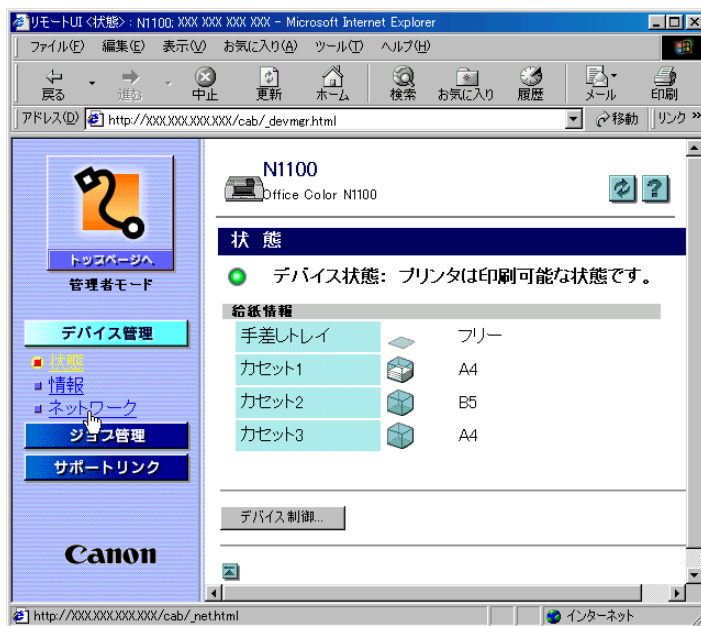 リモートUI <状態> : N1100; XXX XXX XXX XXX - Microsoft Internet Explorer
ファイル(F) 編集(E) 表示(V) お気に入り(A) ツール(T) ヘルプ(H)
戻る 進む 中止 更新 ホーム 検索 お気に入り 履歴 メール 印刷
アドレス(D) http://XXX.XXX.XXX.XXX/cab/_devmgr.html 移動 リンク »
N1100
Office Color N1100
トップページへ
管理者モード
デバイス管理
状態
情報
ネットワーク
ジョブ管理
サポートリンク
Canon
状 態
デバイス状態: プリンタは印刷可能な状態です。
給紙情報
手差しトレイ フリー
カセット1 A4
カセット2 B5
カセット3 A4
デバイス制御...
http://XXX.XXX.XXX.XXX/cab/_net.html インターネット